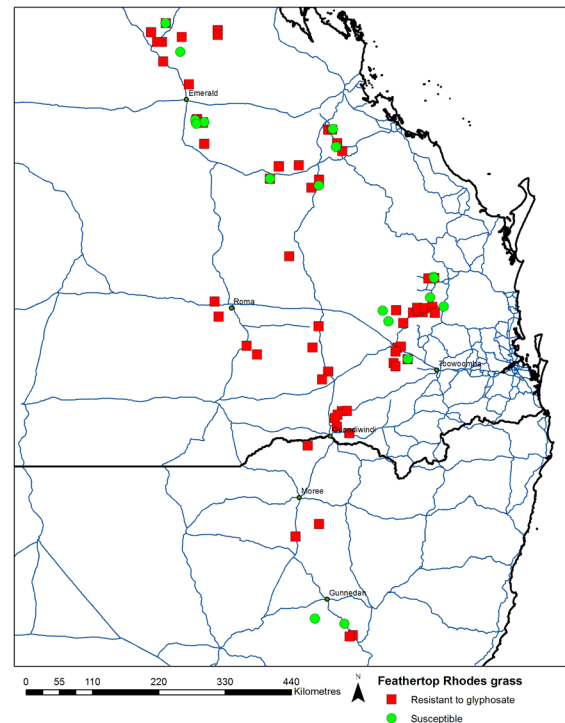 Emerald
Roma
Toowoomba
Goondiwindi
Moree
Gunnedah
0 55 110 220 330 440
Kilometres
N
Feathertop Rhodes grass
Resistant to glyphosate
Susceptible